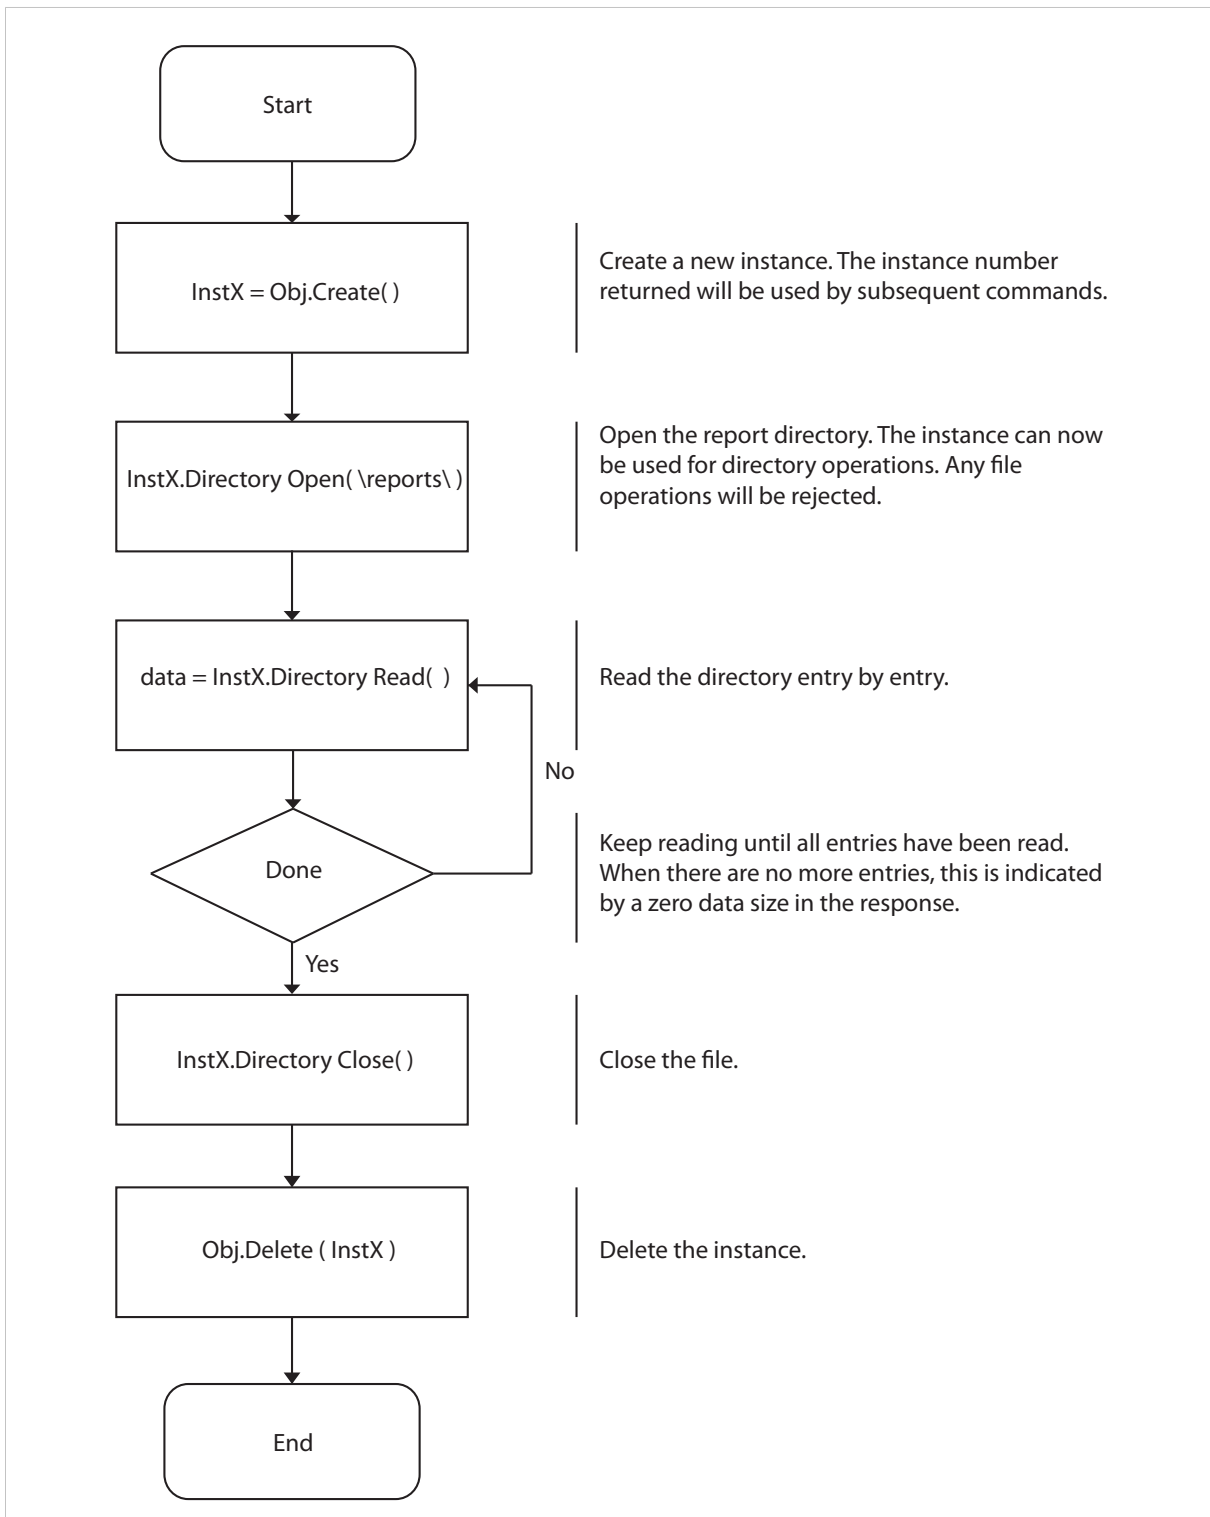 Start
InstX = Obj.Create( )
Create a new instance. The instance number
returned will be used by subsequent commands.
InstX.Directory Open( \reports\ )
Open the report directory. The instance can now
be used for directory operations. Any file
operations will be rejected.
data = InstX.Directory Read( )
Read the directory entry by entry.
No
Done
Keep reading until all entries have been read.
When there are no more entries, this is indicated
by a zero data size in the response.
Yes
InstX.Directory Close( )
Close the file.
Obj.Delete ( InstX )
Delete the instance.
End